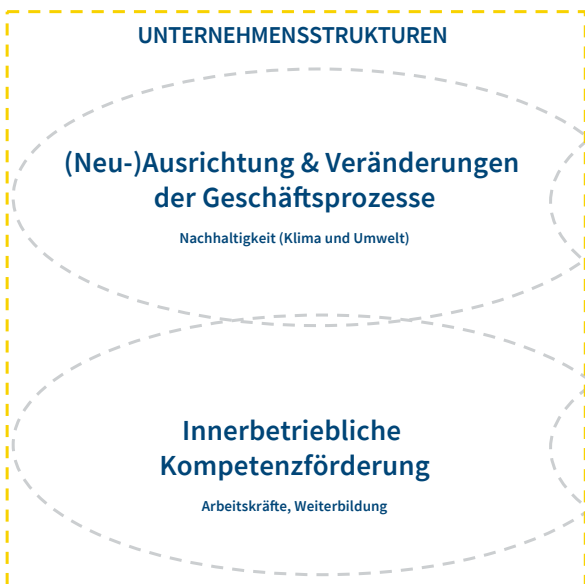 UNTERNEHMENSSTRUKTUREN
(Neu-)Ausrichtung & Veränderungen
der Geschäftsprozesse
Nachhaltigkeit (Klima und Umwelt)
Innerbetriebliche
Kompetenzförderung
Arbeitskräfte, Weiterbildung